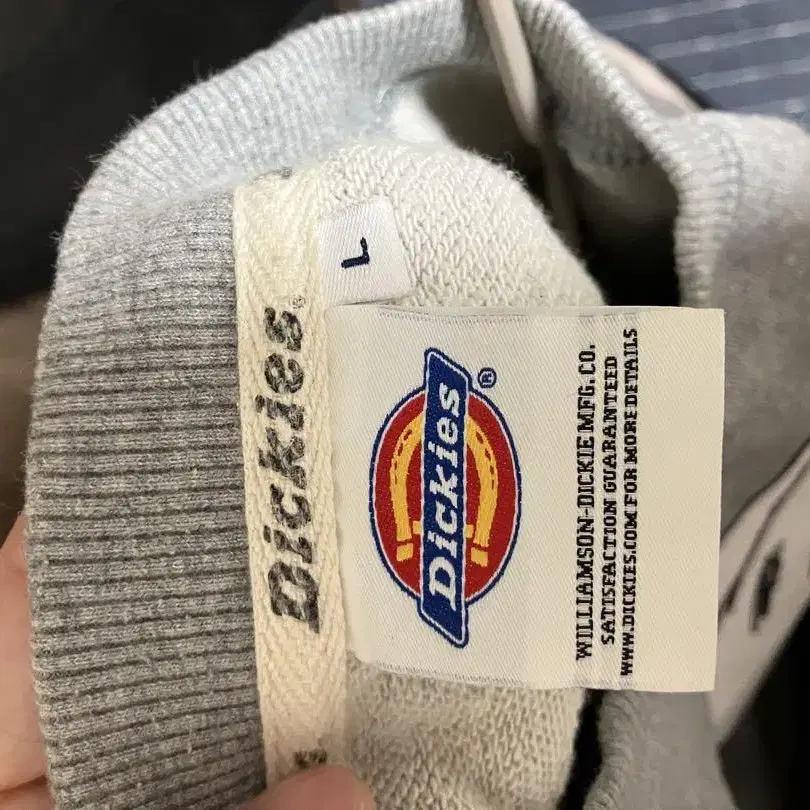 L
Dickies®
Dickies®
WILLIAMSON-DICKIE MFG. CO.
SATISFACTION GUARANTEED
WWW.DICKIES.COM FOR MORE DETAILS